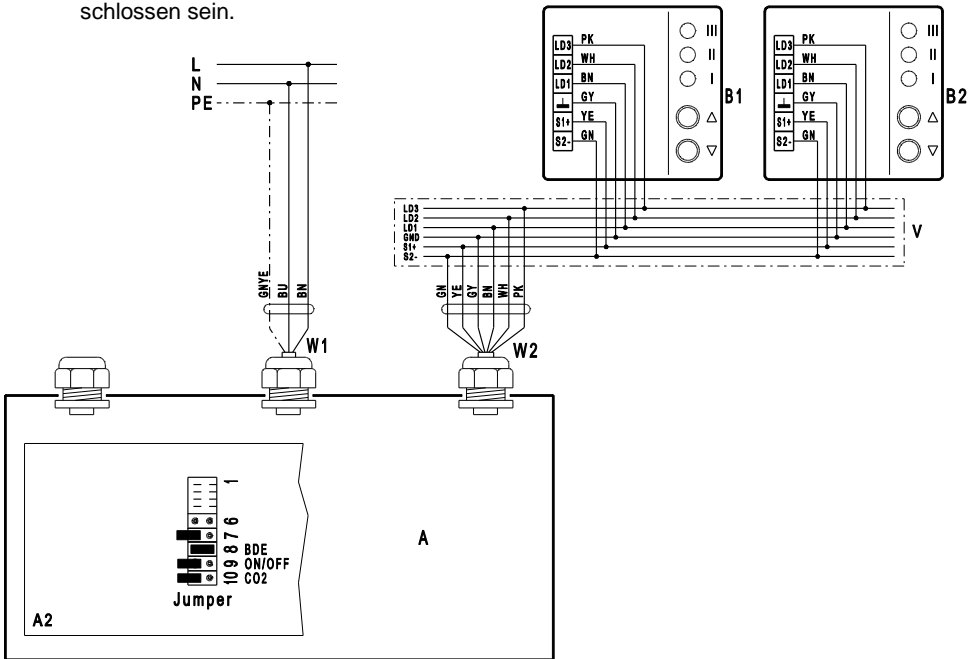 schlossen sein.
L
N
PE
GNYE
BU
BN
W1
LD3 PK
LD2 WH
LD1 BN
GY
S1+ YE
S2- GN
III
II
I
B1
LD3 PK
LD2 WH
LD1 BN
GY
S1+ YE
S2- GN
III
II
I
B2
LD3
LD2
LD1
GND
S1+
S2-
V
GN
YE
GY
BN
WH
PK
W2
1
6
7
8 BDE
9 ON/OFF
10 CO2
Jumper
A2
A